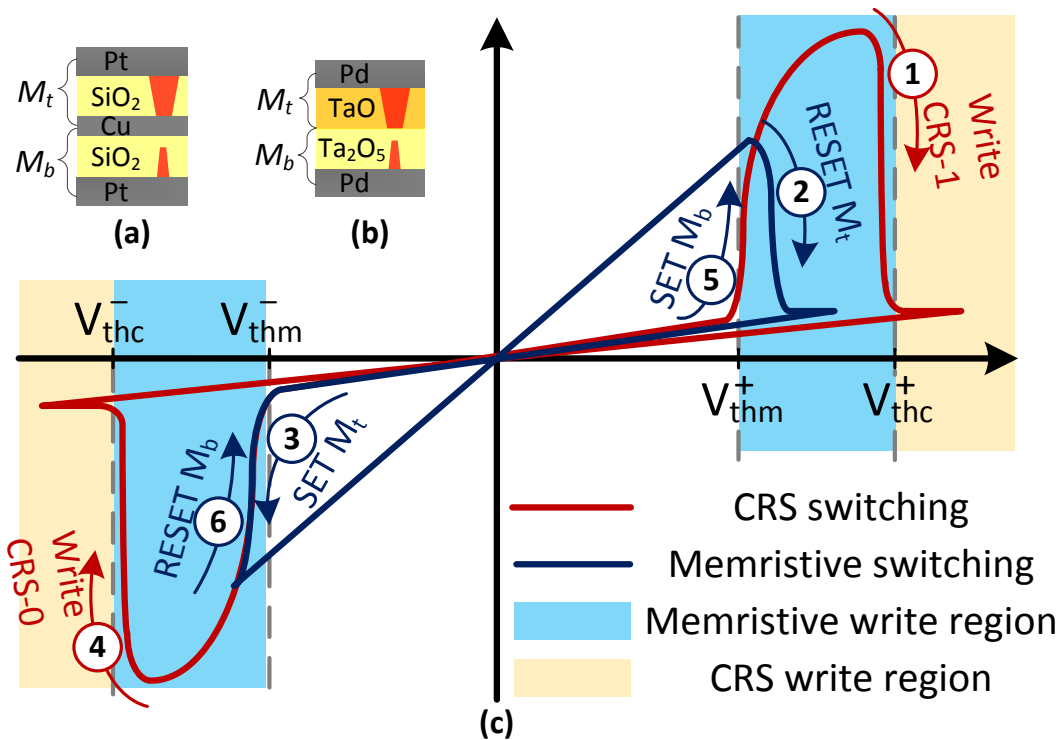 Pt
M_t
SiO₂
Cu
M_b
SiO₂
Pt
(a)
Pd
M_t
TaO
M_b
Ta₂O₅
Pd
(b)
1
Write
CRS-1
RESET M_t
2
SET M_b
5
V⁻_thc
V⁻_thm
V⁺_thm
V⁺_thc
3
SET M_t
RESET M_b
6
Write
CRS-0
4
CRS switching
Memristive switching
Memristive write region
CRS write region
(c)